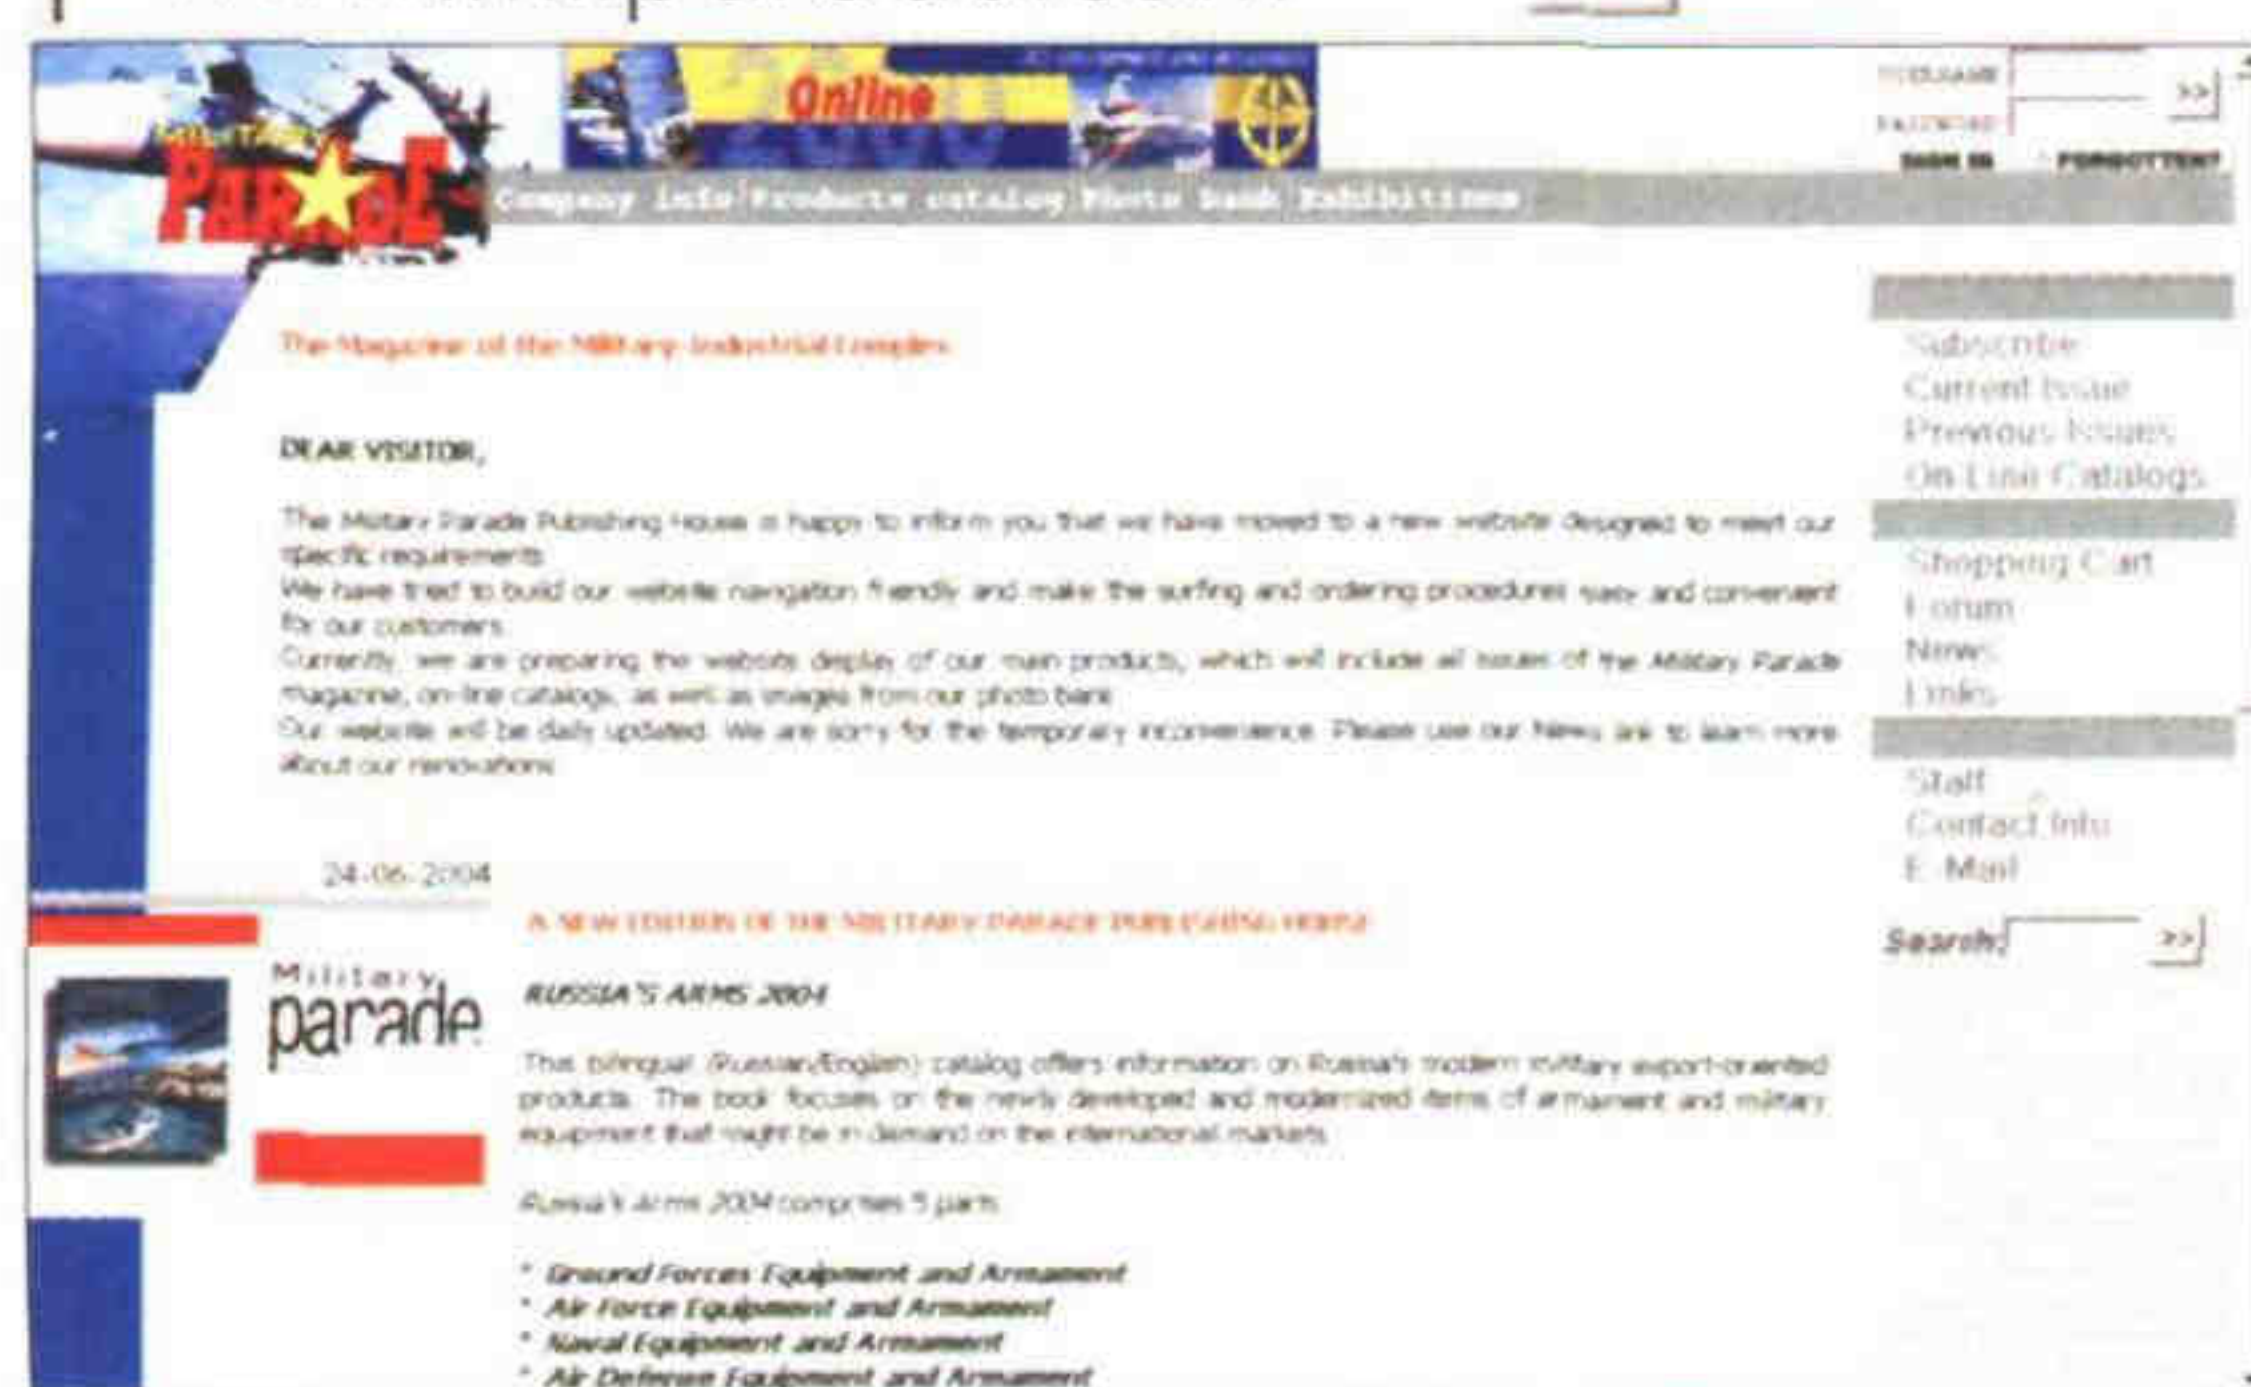 Online
2000
USERNAME
>>
PASSWORD
SIGN IN FORGOTTEN?
MILITARY
PARADE
Company info Products catalog Photo bank Exhibitions
The Magazine of the Military-Industrial Complex
DEAR VISITOR,
The Military Parade Publishing House is happy to inform you that we have moved to a new website designed to meet our
specific requirements
We have tried to build our website navigation friendly and make the surfing and ordering procedures easy and convenient
for our customers.
Currently, we are preparing the website display of our main products, which will include all issues of the Military Parade
magazine, on-line catalogs, as well as images from our photo bank
Our website will be daily updated. We are sorry for the temporary inconvenience. Please use our News link to learn more
about our renovations
24-06-2004
A NEW EDITION OF THE MILITARY PARADE PUBLISHING HOUSE
Military
parade
RUSSIA'S ARMS 2004
This bilingual (Russian/English) catalog offers information on Russia's modern military export-oriented
products. The book focuses on the newly developed and modernized items of armament and military
equipment that might be in demand on the international markets
Russia's Arms 2004 comprises 5 parts
* Ground Forces Equipment and Armament
* Air Force Equipment and Armament
* Naval Equipment and Armament
* Air Defense Equipment and Armament
Subscribe
Current Issue
Previous Issues
On Line Catalogs
Shopping Cart
Forum
News
Links
Staff
Contact Info
E-Mail
Search: >>